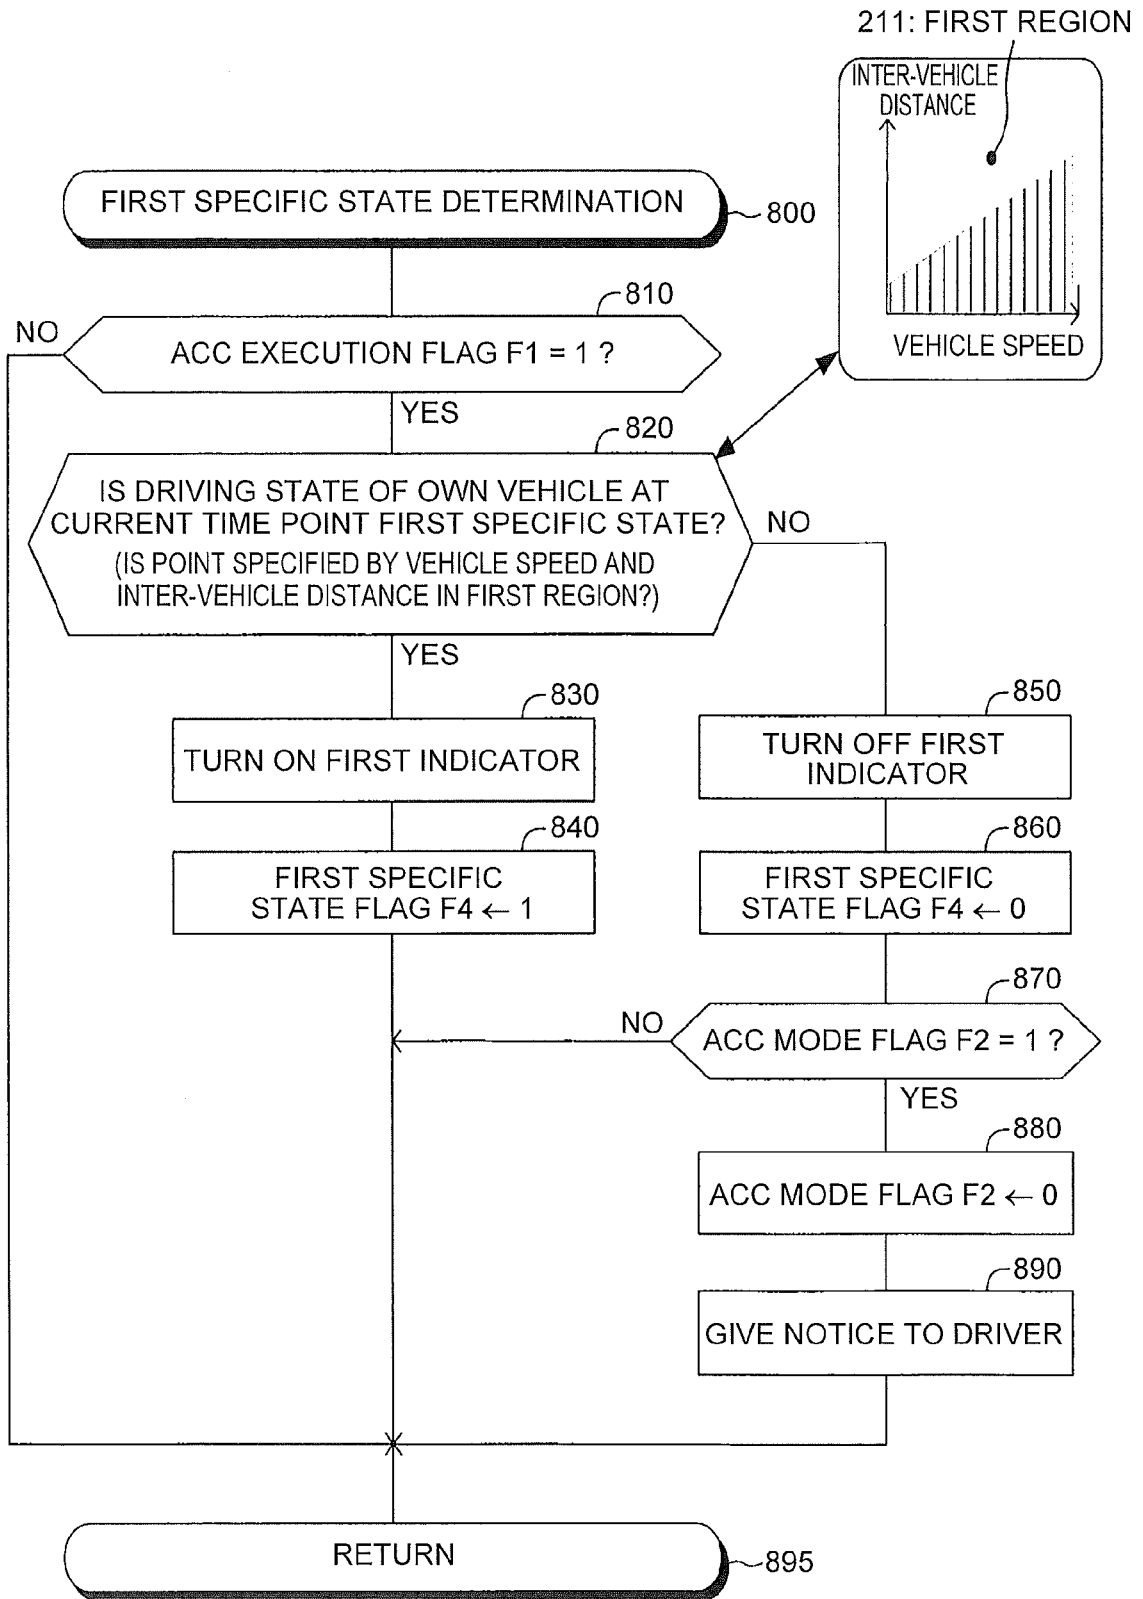 211: FIRST REGION
INTER-VEHICLE
DISTANCE
VEHICLE SPEED
FIRST SPECIFIC STATE DETERMINATION
800
810
NO
ACC EXECUTION FLAG F1 = 1 ?
YES
820
IS DRIVING STATE OF OWN VEHICLE AT
CURRENT TIME POINT FIRST SPECIFIC STATE?
(IS POINT SPECIFIED BY VEHICLE SPEED AND
INTER-VEHICLE DISTANCE IN FIRST REGION?)
NO
YES
830
TURN ON FIRST INDICATOR
840
FIRST SPECIFIC
STATE FLAG F4 ← 1
850
TURN OFF FIRST
INDICATOR
860
FIRST SPECIFIC
STATE FLAG F4 ← 0
870
NO
ACC MODE FLAG F2 = 1 ?
YES
880
ACC MODE FLAG F2 ← 0
890
GIVE NOTICE TO DRIVER
RETURN
895